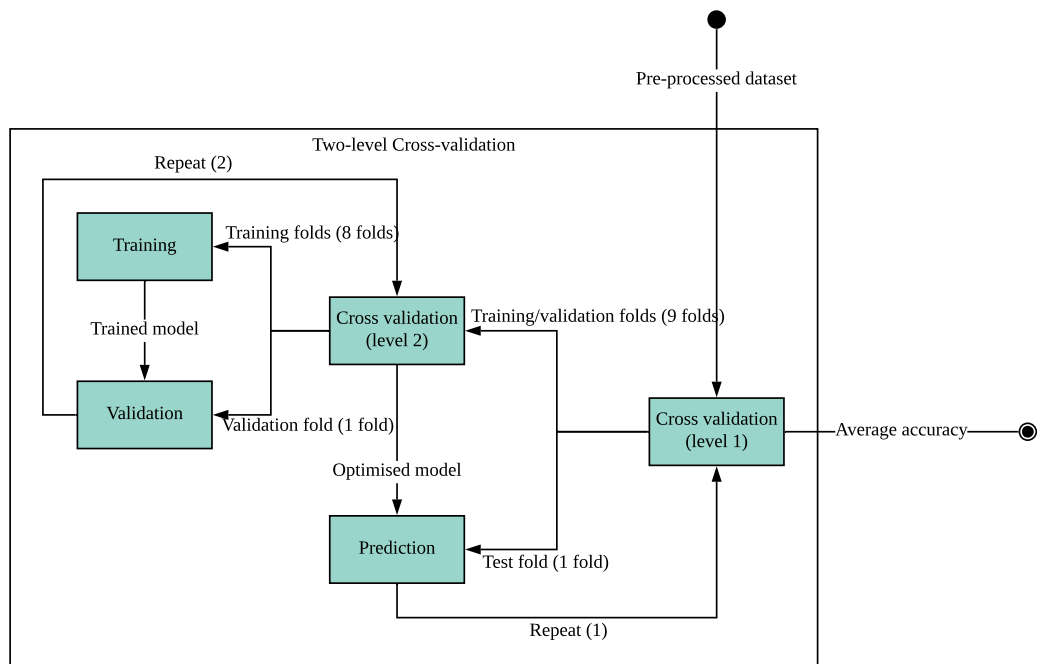 Pre-processed dataset
Two-level Cross-validation
Repeat (2)
Training folds (8 folds)
Training
Cross validation
(level 2)
Training/validation folds (9 folds)
Trained model
Validation
Validation fold (1 fold)
Cross validation
(level 1)
Average accuracy
Optimised model
Prediction
Test fold (1 fold)
Repeat (1)